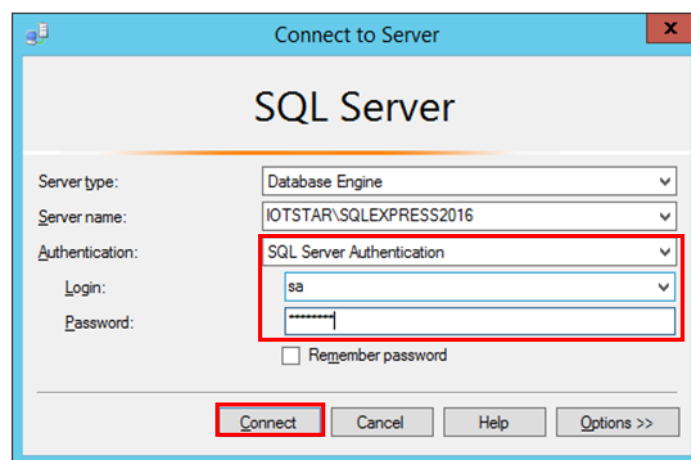 Connect to Server
X
SQL Server
Server type: Database Engine
Server name: IOTSTAR\SQLEXPRESS2016
Authentication: SQL Server Authentication
Login: sa
Password: ********
Remember password
Connect Cancel Help Options >>